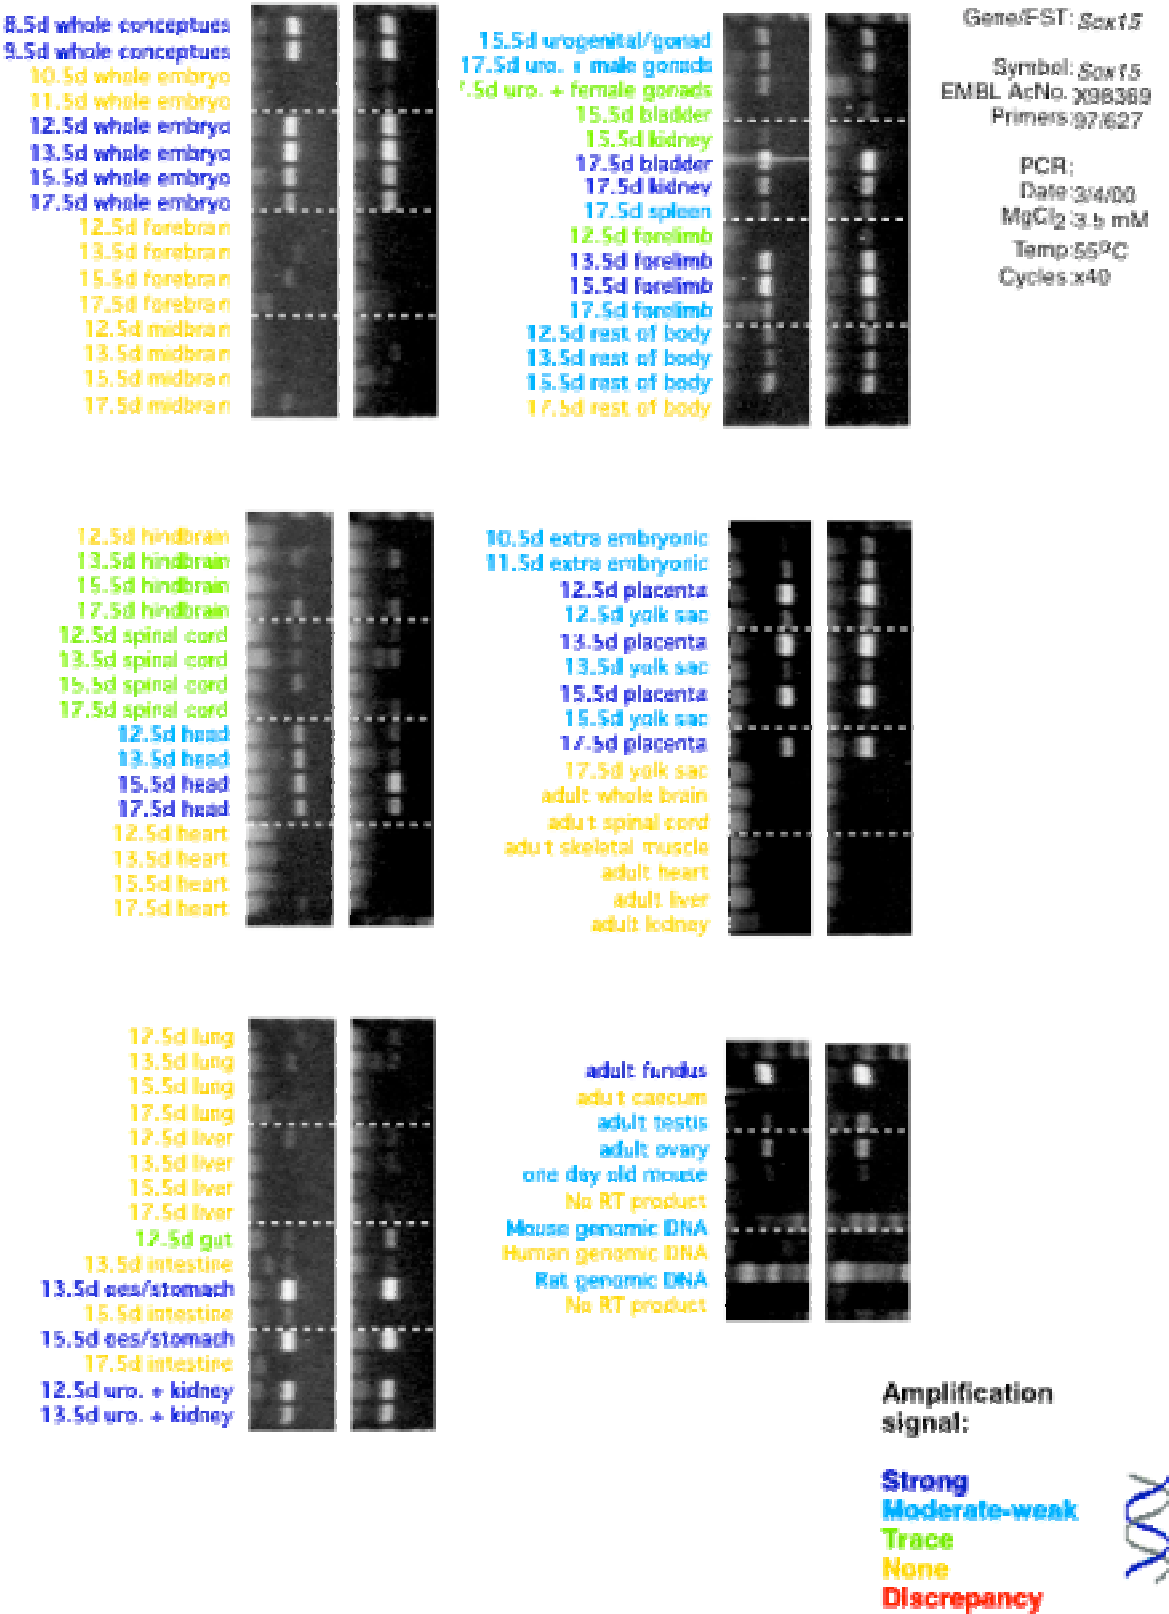 8.5d whole conceptues
9.5d whole conceptues
10.5d whole embryo
11.5d whole embryo
12.5d whole embryo
13.5d whole embryo
15.5d whole embryo
17.5d whole embryo
12.5d forebrain
13.5d forebrain
15.5d forebrain
17.5d forebrain
12.5d midbrain
13.5d midbrain
15.5d midbrain
17.5d midbrain
15.5d urogenital/gonad
17.5d uro. + male gonads
7.5d uro. + female gonads
15.5d bladder
15.5d kidney
17.5d bladder
17.5d kidney
17.5d spleen
12.5d forelimb
13.5d forelimb
15.5d forelimb
17.5d forelimb
12.5d rest of body
13.5d rest of body
15.5d rest of body
17.5d rest of body
Gene/EST: Sox15
Symbol: Sox15
EMBL AcNo. X98369
Primers: 97/627
PCR:
Date: 3/4/00
MgCl2: 3.5 mM
Temp: 55ºC
Cycles: x40
12.5d hindbrain
13.5d hindbrain
15.5d hindbrain
17.5d hindbrain
12.5d spinal cord
13.5d spinal cord
15.5d spinal cord
17.5d spinal cord
12.5d head
13.5d head
15.5d head
17.5d head
12.5d heart
13.5d heart
15.5d heart
17.5d heart
10.5d extra embryonic
11.5d extra embryonic
12.5d placenta
12.5d yolk sac
13.5d placenta
13.5d yolk sac
15.5d placenta
15.5d yolk sac
17.5d placenta
17.5d yolk sac
adult whole brain
adult spinal cord
adult skeletal muscle
adult heart
adult liver
adult kidney
12.5d lung
13.5d lung
15.5d lung
17.5d lung
12.5d liver
13.5d liver
15.5d liver
17.5d liver
12.5d gut
13.5d intestine
13.5d oes/stomach
15.5d intestine
15.5d oes/stomach
17.5d intestine
12.5d uro. + kidney
13.5d uro. + kidney
adult fundus
adult caecum
adult testis
adult ovary
one day old mouse
No RT product
Mouse genomic DNA
Human genomic DNA
Rat genomic DNA
No RT product
Amplification
signal:
Strong
Moderate-weak
Trace
None
Discrepancy